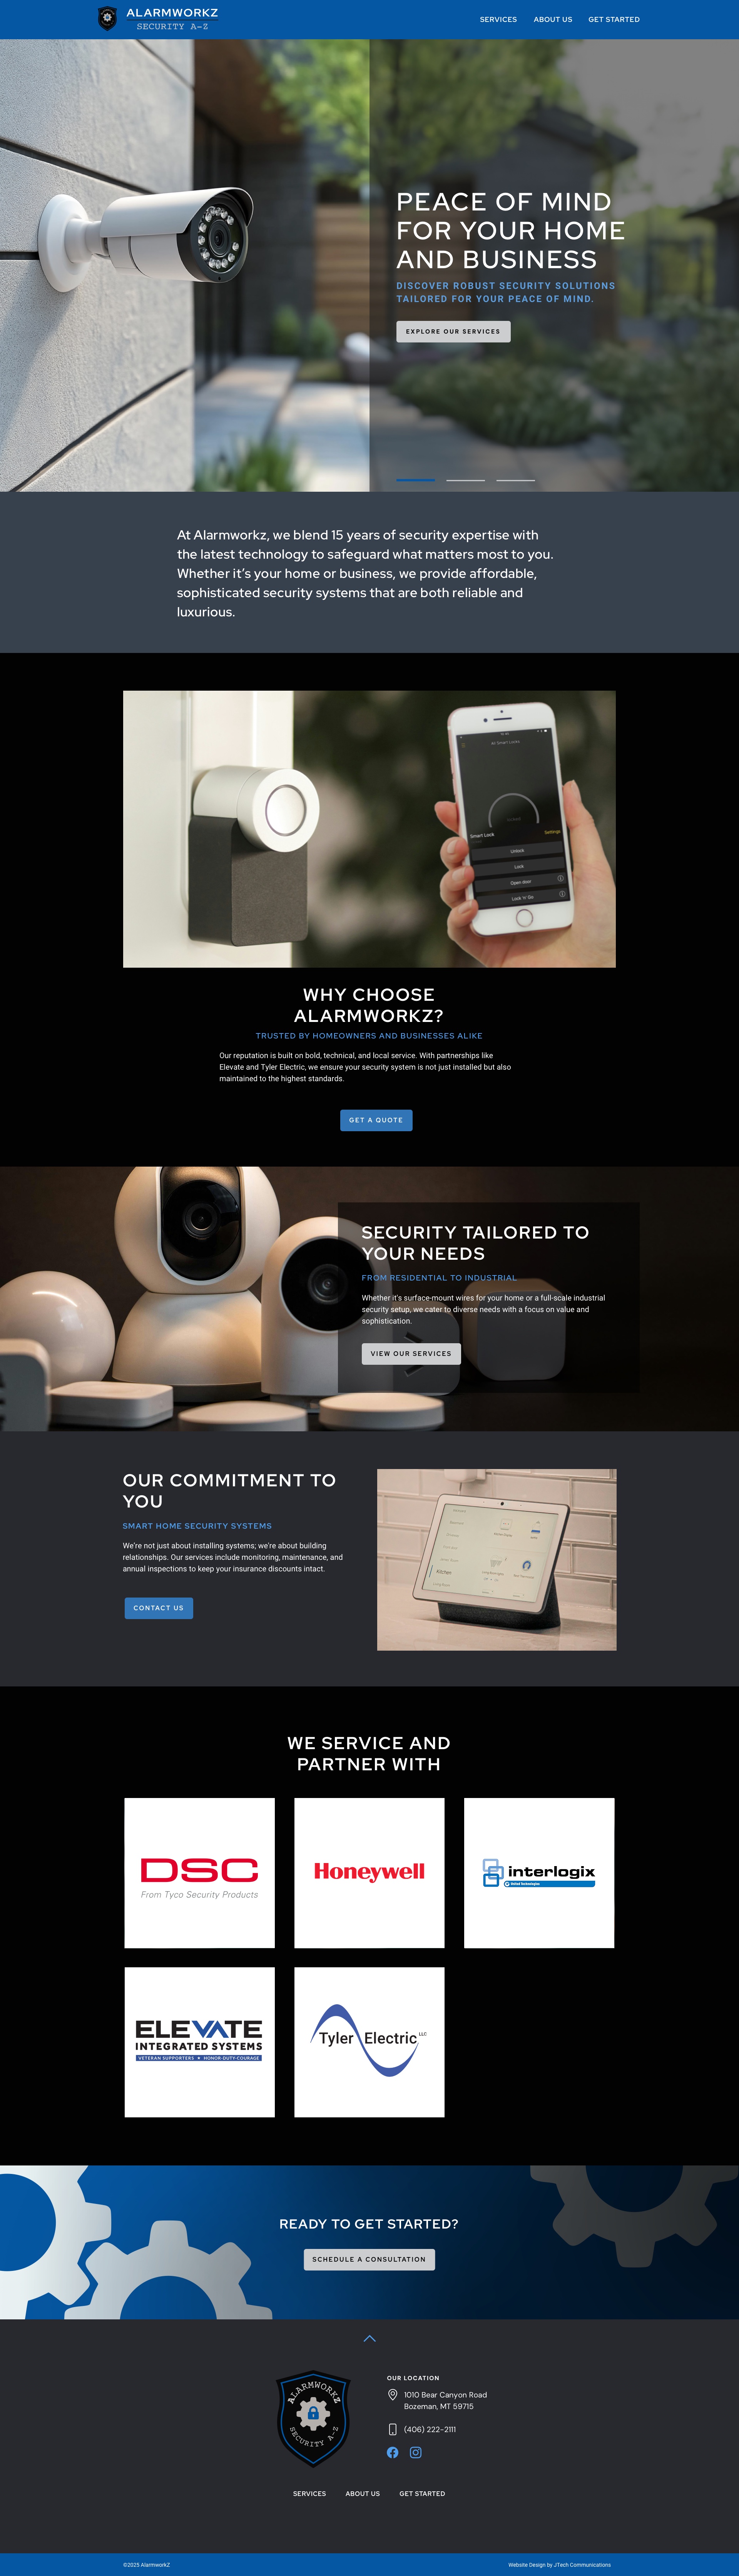 ALARMWORKZ
SECURITY A-Z
SERVICES ABOUT US GET STARTED
PEACE OF MIND
FOR YOUR HOME
AND BUSINESS
DISCOVER ROBUST SECURITY SOLUTIONS
TAILORED FOR YOUR PEACE OF MIND.
EXPLORE OUR SERVICES
At Alarmworkz, we blend 15 years of security expertise with
the latest technology to safeguard what matters most to you.
Whether it's your home or business, we provide affordable,
sophisticated security systems that are both reliable and
luxurious.
Smart Lock
Settings
Unlock
Lock
Open door
Lock 'n' Go
WHY CHOOSE
ALARMWORKZ?
TRUSTED BY HOMEOWNERS AND BUSINESSES ALIKE
Our reputation is built on bold, technical, and local service. With partnerships like
Elevate and Tyler Electric, we ensure your security system is not just installed but also
maintained to the highest standards.
GET A QUOTE
SECURITY TAILORED TO
YOUR NEEDS
FROM RESIDENTIAL TO INDUSTRIAL
Whether it's surface-mount wires for your home or a full-scale industrial
security setup, we cater to diverse needs with a focus on value and
sophistication.
VIEW OUR SERVICES
OUR COMMITMENT TO
YOU
SMART HOME SECURITY SYSTEMS
We're not just about installing systems; we're about building
relationships. Our services include monitoring, maintenance, and
annual inspections to keep your insurance discounts intact.
CONTACT US
Kitchen
WE SERVICE AND
PARTNER WITH
DSC
From Tyco Security Products
Honeywell
interlogix
United Technologies
ELEVATE
INTEGRATED SYSTEMS
VETERAN SUPPORTERS ★ HONOR-DUTY-COURAGE
Tyler Electric LLC
READY TO GET STARTED?
SCHEDULE A CONSULTATION
ALARMWORKZ
SECURITY A-Z
OUR LOCATION
1010 Bear Canyon Road
Bozeman, MT 59715
(406) 222-2111
SERVICES ABOUT US GET STARTED
©2025 AlarmworkZ
Website Design by JTech Communications